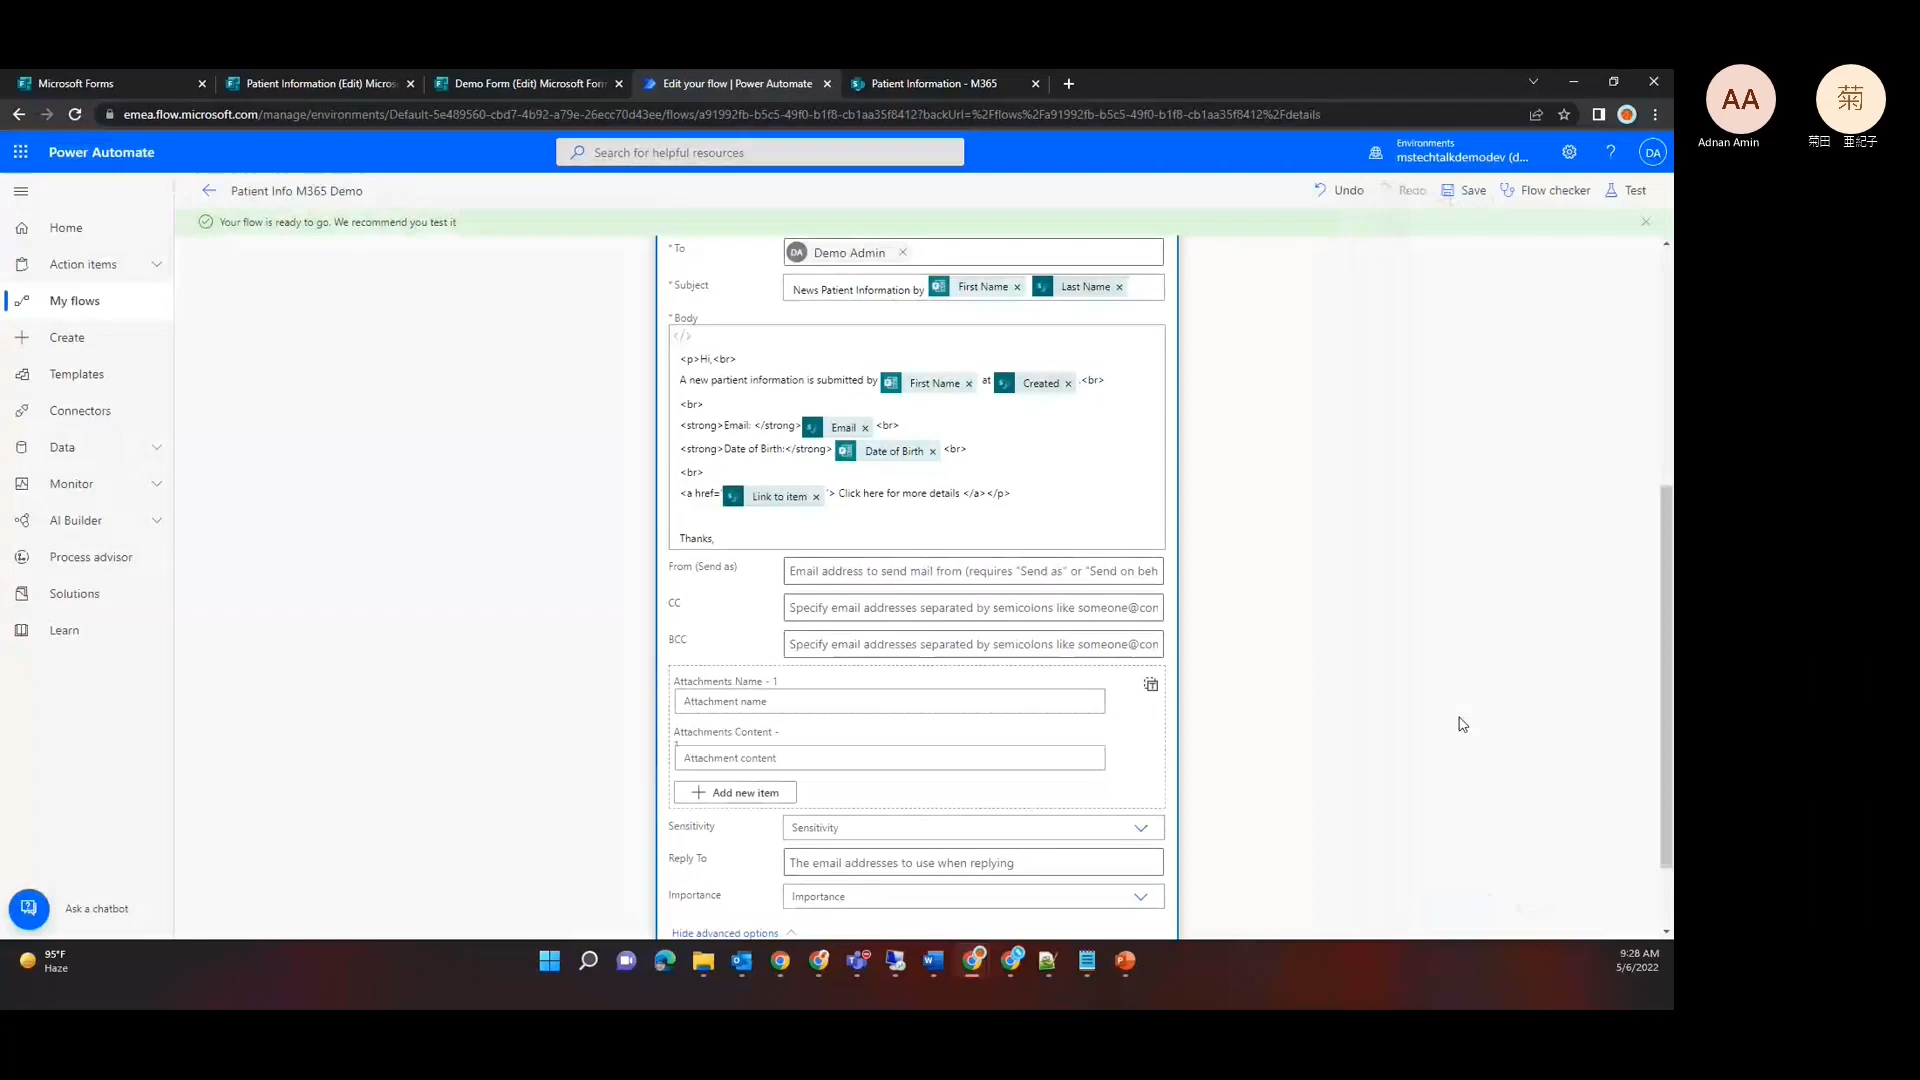 Microsoft Forms
Patient Information (Edit) Micros
Demo Form (Edit) Microsoft For
Edit your flow | Power Automate
Patient Information - M365
emea.flow.microsoft.com/manage/environments/Default-5e489560-cbd7-4b92-a79e-26ecc70d43ee/flows/a91992fb-b5c5-49f0-b1f8-cb1aa35f8412?backUrl=%2Fflows%2Fa91992fb-b5c5-49f0-b1f8-cb1aa35f8412%2Fdetails
Power Automate
Search for helpful resources
Environments
mstechtalkdemodev (d...
DA
Patient Info M365 Demo
Undo
Redo
Save
Flow checker
Test
Your flow is ready to go. We recommend you test it
Home
Action items
My flows
Create
Templates
Connectors
Data
Monitor
AI Builder
Process advisor
Solutions
Learn
Ask a chatbot
* To
DA Demo Admin
* Subject
News Patient Information by First Name Last Name
* Body
</>
<p>Hi,<br>
A new partient information is submitted by First Name at Created .<br>
<br>
<strong>Email: </strong> Email <br>
<strong>Date of Birth:</strong> Date of Birth <br>
<br>
<a href=' Link to item '> Click here for more details </a></p>
Thanks,
From (Send as)
Email address to send mail from (requires "Send as" or "Send on beh
CC
Specify email addresses separated by semicolons like someone@con
BCC
Specify email addresses separated by semicolons like someone@con
Attachments Name - 1
Attachment name
Attachments Content -
1
Attachment content
Add new item
Sensitivity
Sensitivity
Reply To
The email addresses to use when replying
Importance
Importance
Hide advanced options
95°F
Haze
9:28 AM
5/6/2022
AA
Adnan Amin
菊
菊田 亜紀子